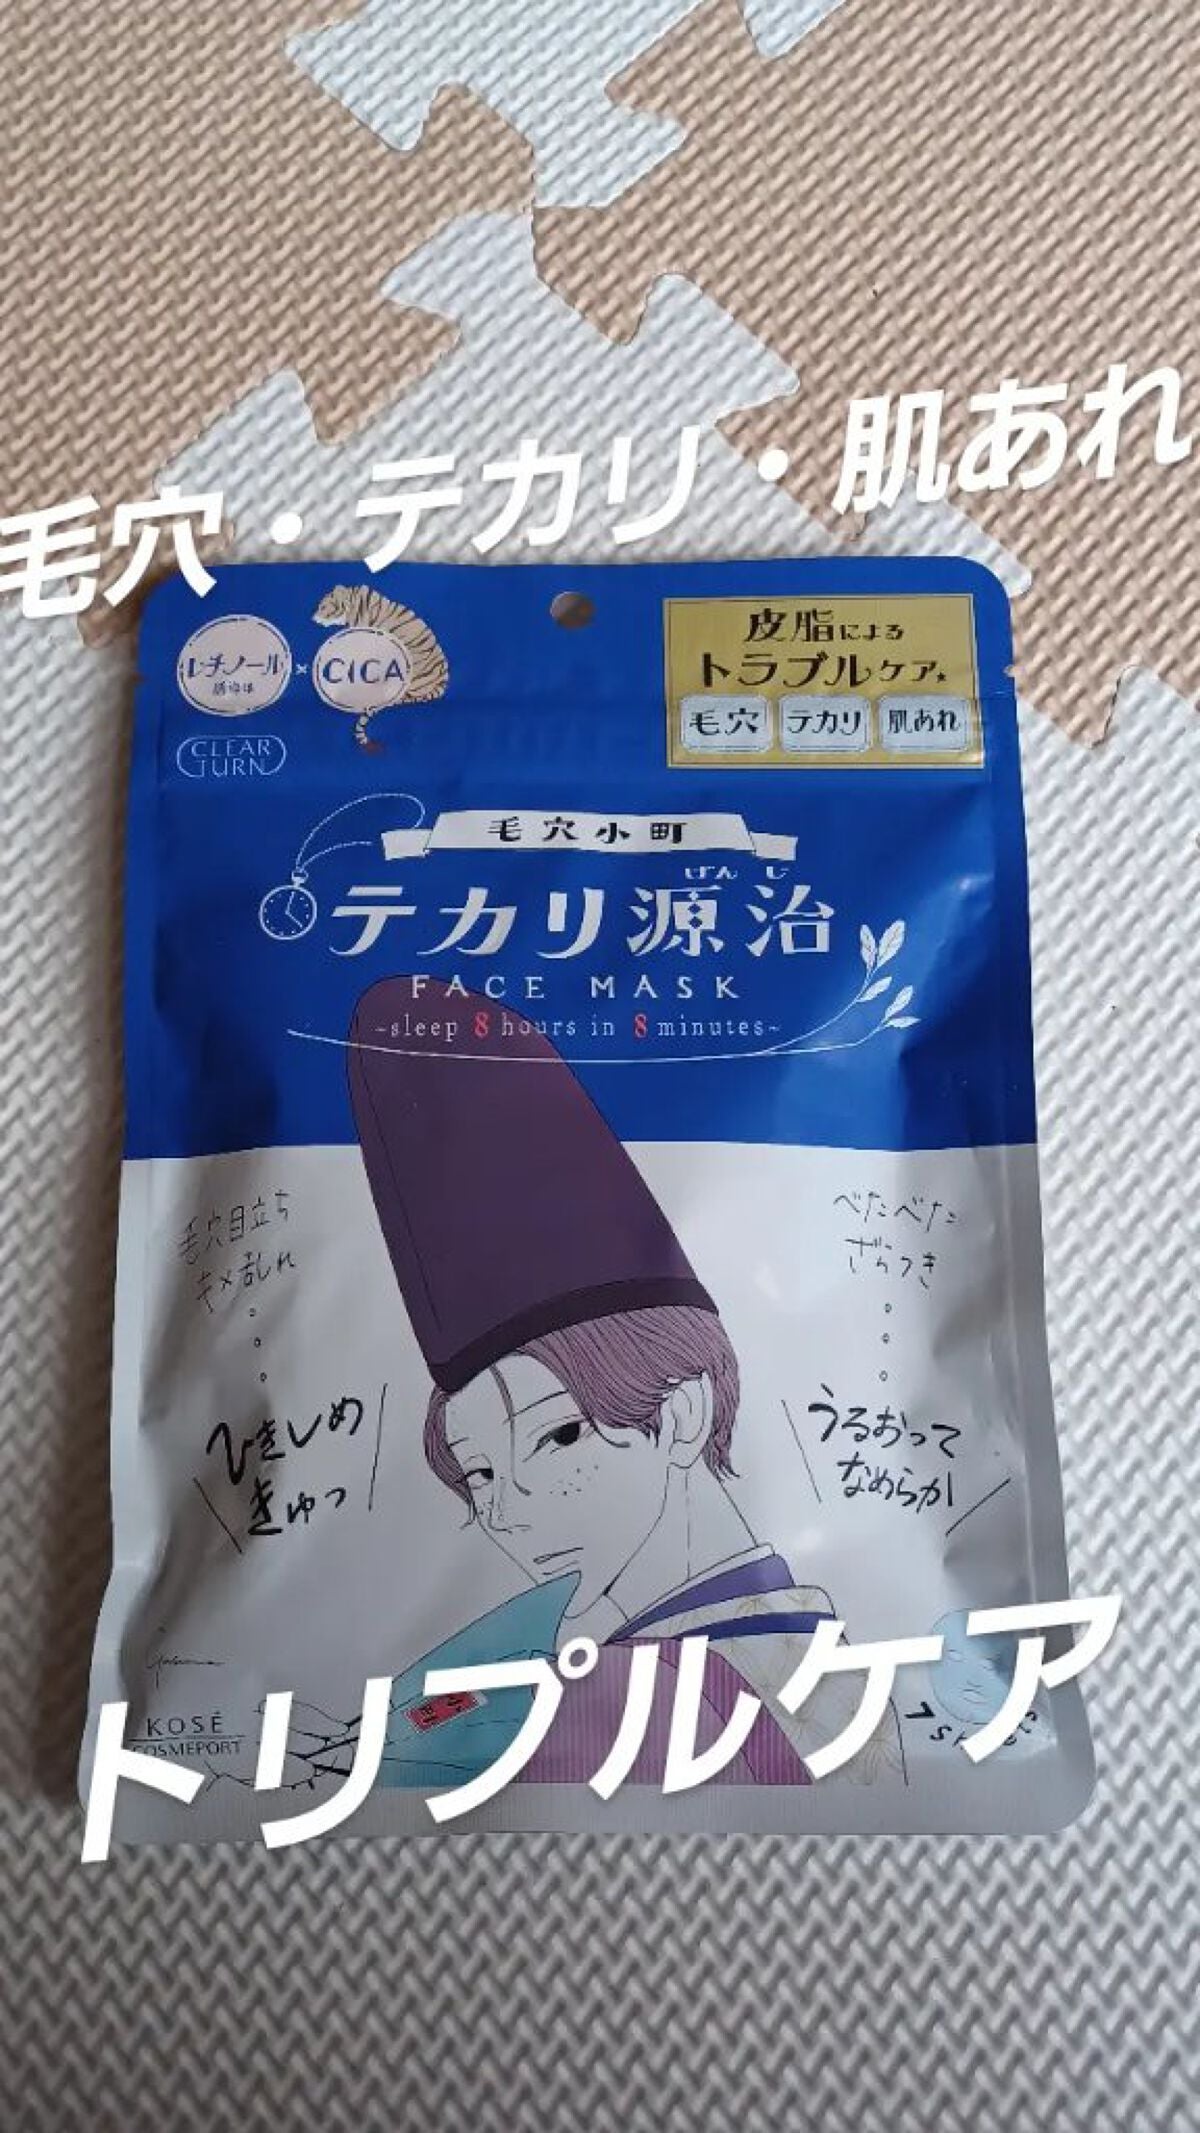 毛穴・テカリ・肌あれ
レチノール
誘導体
×
CICA
皮脂による
トラブルケア★
毛穴
テカリ
肌あれ
CLEAR
TURN
毛穴小町
げんじ
テカリ源治
FACE MASK
~sleep 8 hours in 8 minutes~
毛穴目立ち
キメ乱れ
べたべた
ざらつき
ひきしめ
きゅっ
うるおって
なめらか
トリプルケア
小町
KOSÉ
COSMEPORT